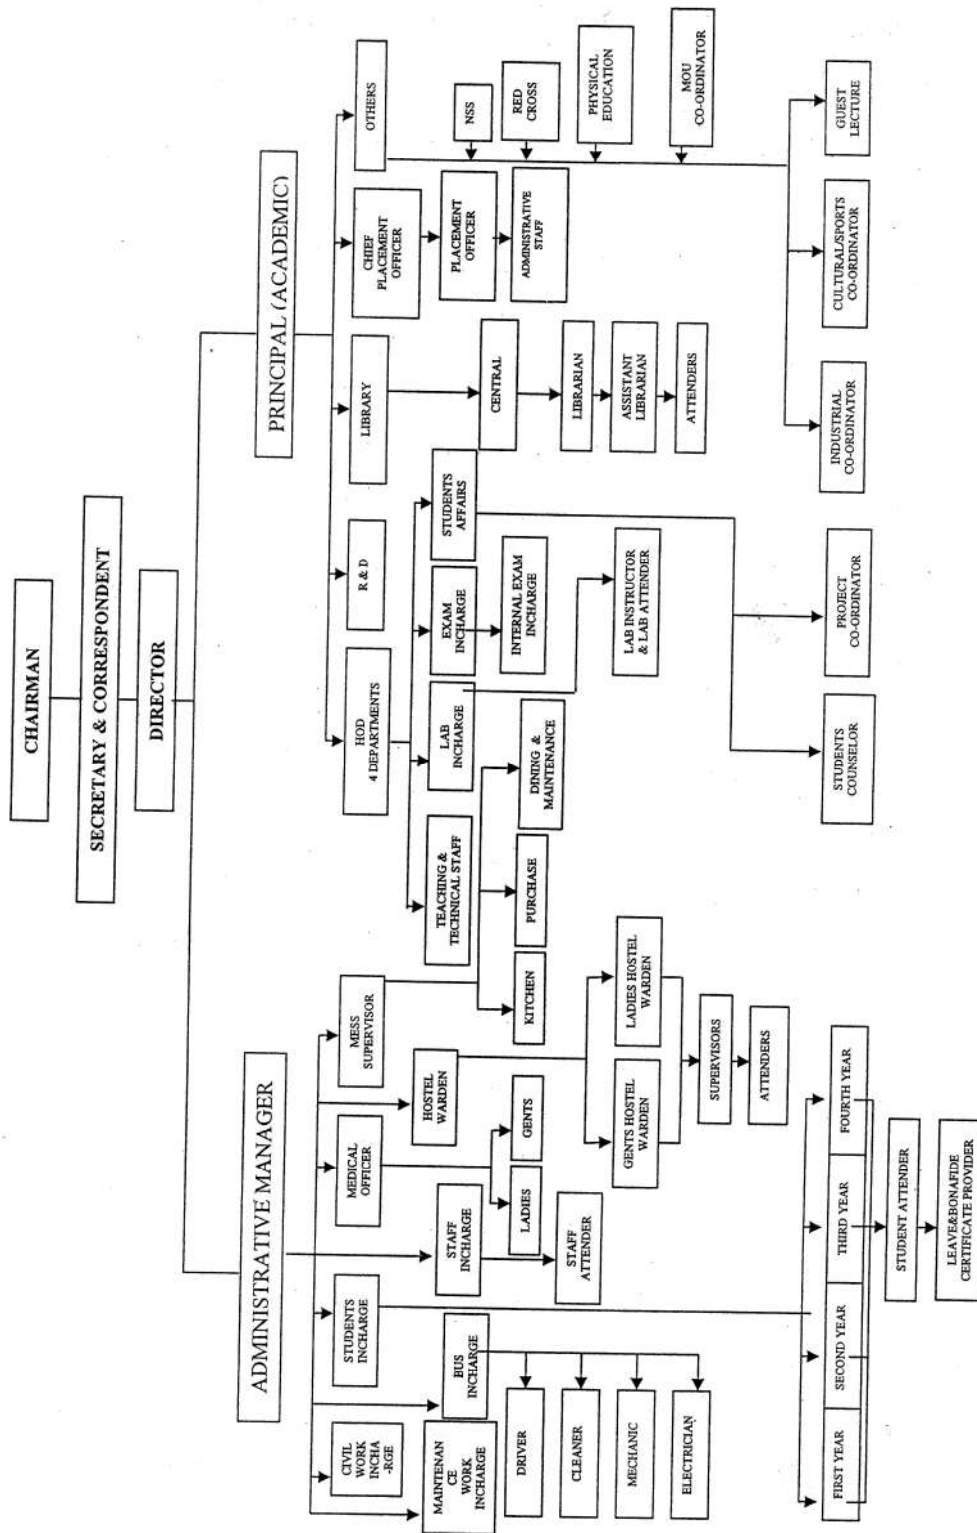 CHAIRMAN
SECRETARY & CORRESPONDENT
DIRECTOR
ADMINISTRATIVE MANAGER
PRINCIPAL (ACADEMIC)
CIVIL
WORK
INCHA
-RGE
STUDENTS
INCHARGE
MEDICAL
OFFICER
MESS
SUPERVISOR
HOD
4 DEPARTMENTS
R & D
LIBRARY
CHIEF
PLACEMENT
OFFICER
OTHERS
MAINTENAN
CE
WORK
INCHARGE
BUS
INCHARGE
STAFF
INCHARGE
HOSTEL
WARDEN
TEACHING &
TECHNICAL STAFF
LAB
INCHARGE
EXAM
INCHARGE
STUDENTS
AFFAIRS
CENTRAL
PLACEMENT
OFFICER
NSS
DRIVER
CLEANER
MECHANIC
ELECTRICIAN
LADIES
GENTS
STAFF
ATTENDER
KITCHEN
PURCHASE
DINING &
MAINTENANCE
INTERNAL EXAM
INCHARGE
LIBRARIAN
ADMINISTRATIVE
STAFF
RED
CROSS
PHYSICAL
EDUCATION
GENTS HOSTEL
WARDEN
LADIES HOSTEL
WARDEN
LAB INSTRUCTOR
& LAB ATTENDER
ASSISTANT
LIBRARIAN
ATTENDERS
MOU
CO-ORDINATOR
SUPERVISORS
ATTENDERS
FIRST YEAR
SECOND YEAR
THIRD YEAR
FOURTH YEAR
STUDENTS
COUNSELOR
PROJECT
CO-ORDINATOR
INDUSTRIAL
CO-ORDINATOR
CULTURAL/SPORTS
CO-ORDINATOR
GUEST
LECTURE
STUDENT ATTENDER
LEAVE&BONAFIDE
CERTIFICATE PROVIDER